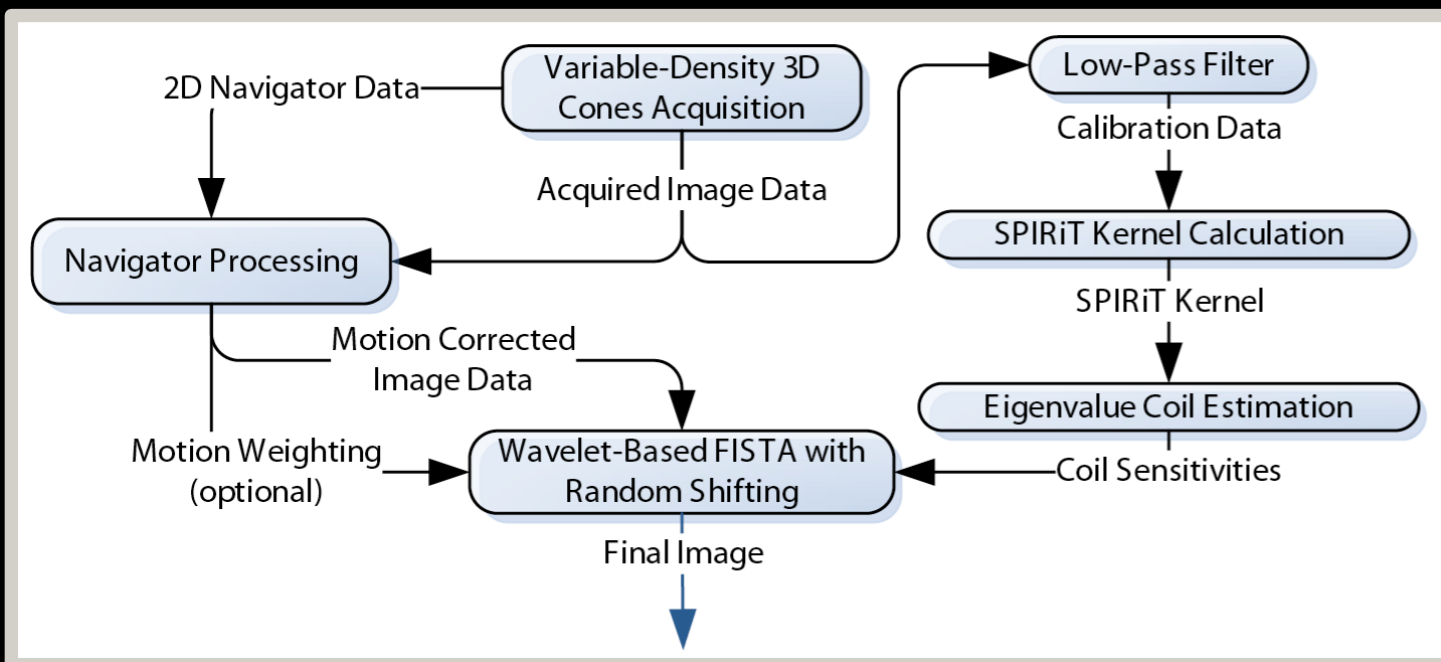 Variable-Density 3D
Cones Acquisition
Low-Pass Filter
2D Navigator Data
Calibration Data
Acquired Image Data
SPIRiT Kernel Calculation
Navigator Processing
SPIRiT Kernel
Motion Corrected
Image Data
Eigenvalue Coil Estimation
Motion Weighting
(optional)
Wavelet-Based FISTA with
Random Shifting
Coil Sensitivities
Final Image